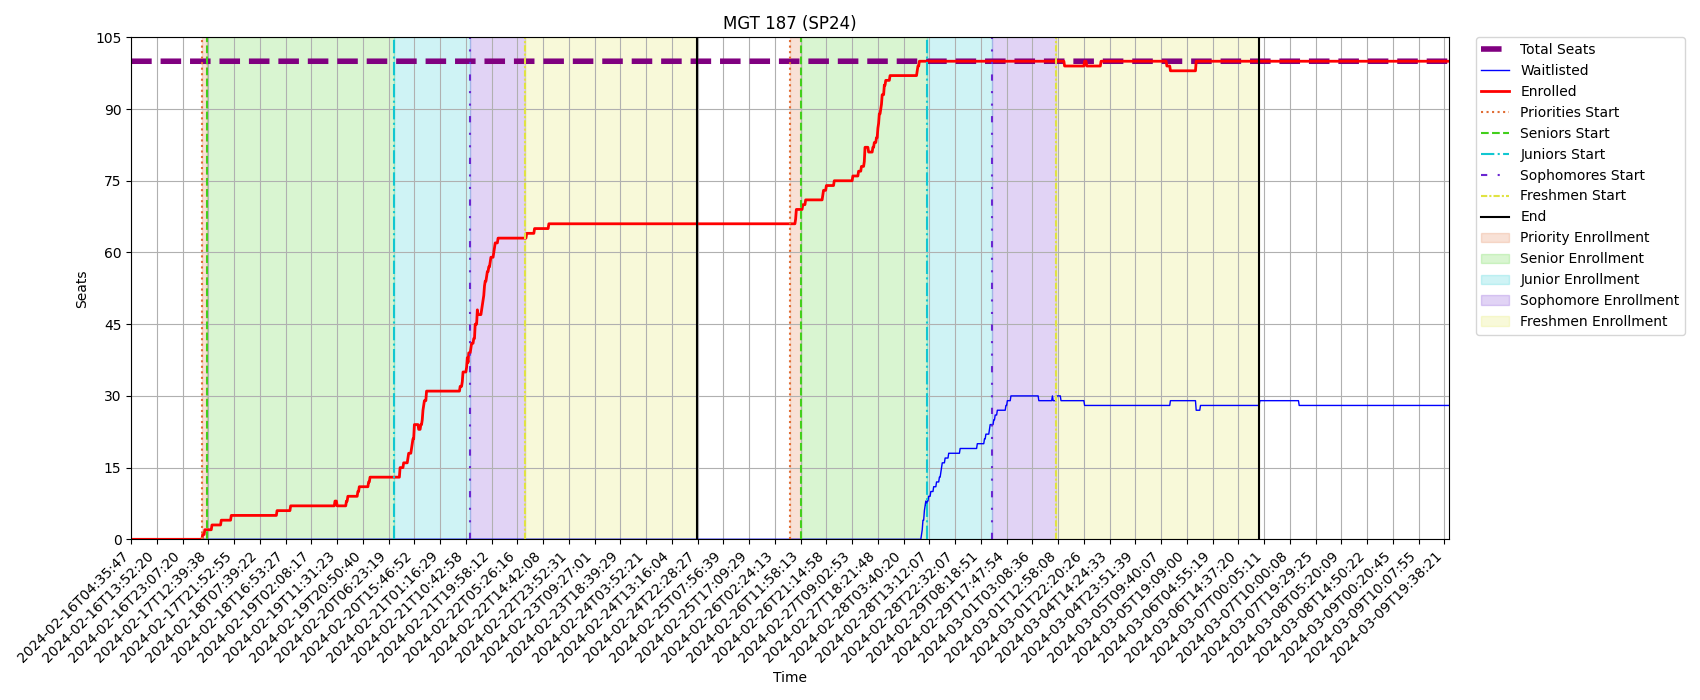 MGT 187 (SP24)
105
90
75
60
45
30
15
0
Seats
2024-02-16T04:35:47
2024-02-16T13:52:20
2024-02-16T23:07:20
2024-02-17T12:39:38
2024-02-17T21:52:55
2024-02-18T07:39:22
2024-02-18T16:53:27
2024-02-19T02:08:17
2024-02-19T11:31:23
2024-02-19T20:50:40
2024-02-20T06:23:19
2024-02-20T15:46:52
2024-02-21T01:16:29
2024-02-21T10:42:58
2024-02-21T19:58:12
2024-02-22T05:26:16
2024-02-22T14:42:08
2024-02-22T23:52:31
2024-02-23T09:27:01
2024-02-23T18:39:29
2024-02-24T03:52:21
2024-02-24T13:16:04
2024-02-24T22:28:27
2024-02-25T07:56:39
2024-02-25T17:09:29
2024-02-26T02:24:13
2024-02-26T11:58:13
2024-02-26T21:14:58
2024-02-27T09:02:53
2024-02-27T18:21:48
2024-02-28T03:40:20
2024-02-28T13:12:07
2024-02-28T22:32:07
2024-02-29T08:18:51
2024-02-29T17:47:54
2024-03-01T03:08:36
2024-03-01T12:58:08
2024-03-01T22:20:26
2024-03-04T14:24:33
2024-03-04T23:51:39
2024-03-05T09:40:07
2024-03-05T19:09:00
2024-03-06T04:55:19
2024-03-06T14:37:20
2024-03-07T00:05:11
2024-03-07T10:00:08
2024-03-07T19:29:25
2024-03-08T05:20:09
2024-03-08T14:50:22
2024-03-09T00:20:45
2024-03-09T10:07:55
2024-03-09T19:38:21
Time
Total Seats
Waitlisted
Enrolled
Priorities Start
Seniors Start
Juniors Start
Sophomores Start
Freshmen Start
End
Priority Enrollment
Senior Enrollment
Junior Enrollment
Sophomore Enrollment
Freshmen Enrollment